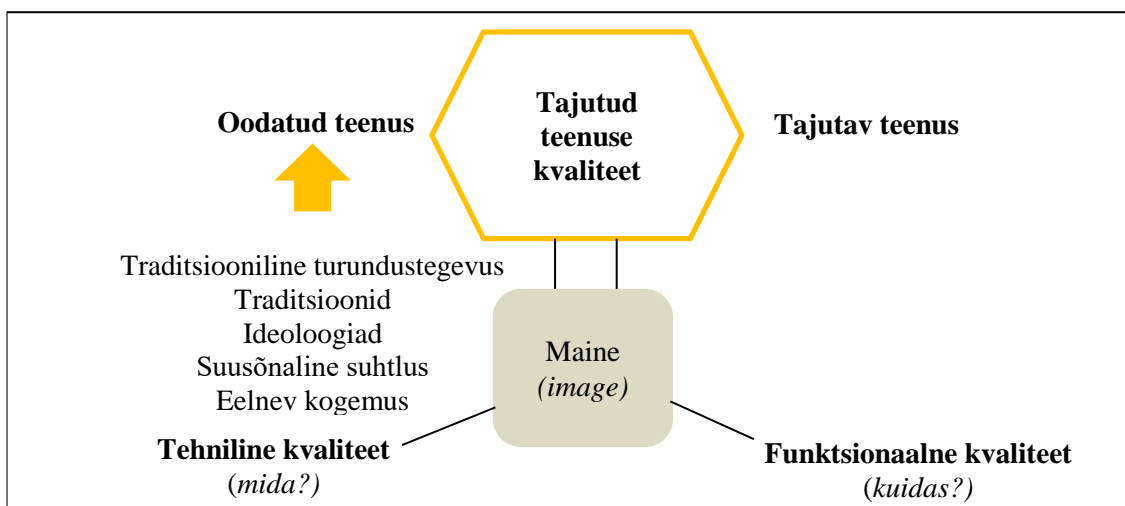 Oodatud teenus
Tajutud
teenuse
kvaliteet
Tajutav teenus
Traditsiooniline turundustegevus
Traditsioonid
Ideoloogiad
Suusõnaline suhtlus
Eelnev kogemus
Maine
(image)
Tehniline kvaliteet
(mida?)
Funktsionaalne kvaliteet
(kuidas?)